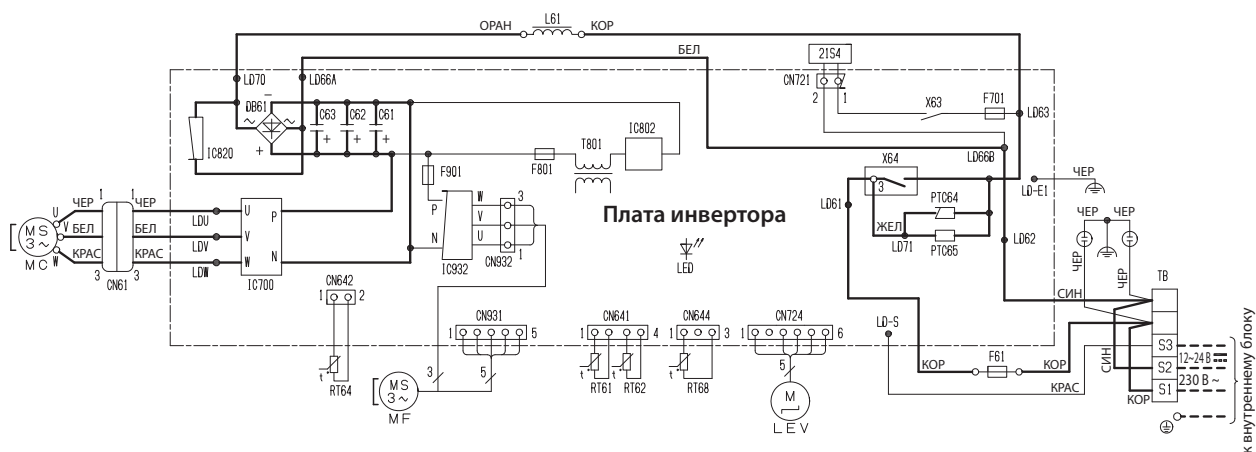 ОРАН
L61
КОР
БЕЛ
21S4
CN721
2
1
X63
F701
LD63
LD70
LD66A
DB61
C63
C62
C61
~
~
−
+
+
+
+
IC820
T801
IC802
F801
F901
LD66B
X64
3
LD61
PTC64
ЖЕЛ
LD71
PTC65
LD-E1
ЧЕР
LD62
ЧЕР
ЧЕР
ЧЕР
ЧЕР
TB
Плата инвертора
LED
U
V
W
MS
3~
MC
1
ЧЕР
БЕЛ
КРАС
3
CN61
1
ЧЕР
БЕЛ
КРАС
3
LDU
LDV
LDW
U
V
W
P
N
IC700
P
N
IC932
W
V
U
3
1
CN932
CN642
1
2
t
RT64
CN931
1
5
3
5
MS
3~
MF
CN641
1
4
t
RT61
t
RT62
CN644
1
3
t
RT68
CN724
1
6
5
M
LEV
LD-S
КОР
F61
КОР
КРАС
СИН
СИН
КОР
S3
S2
S1
12~24 В
230 В ~
к внутреннему блоку